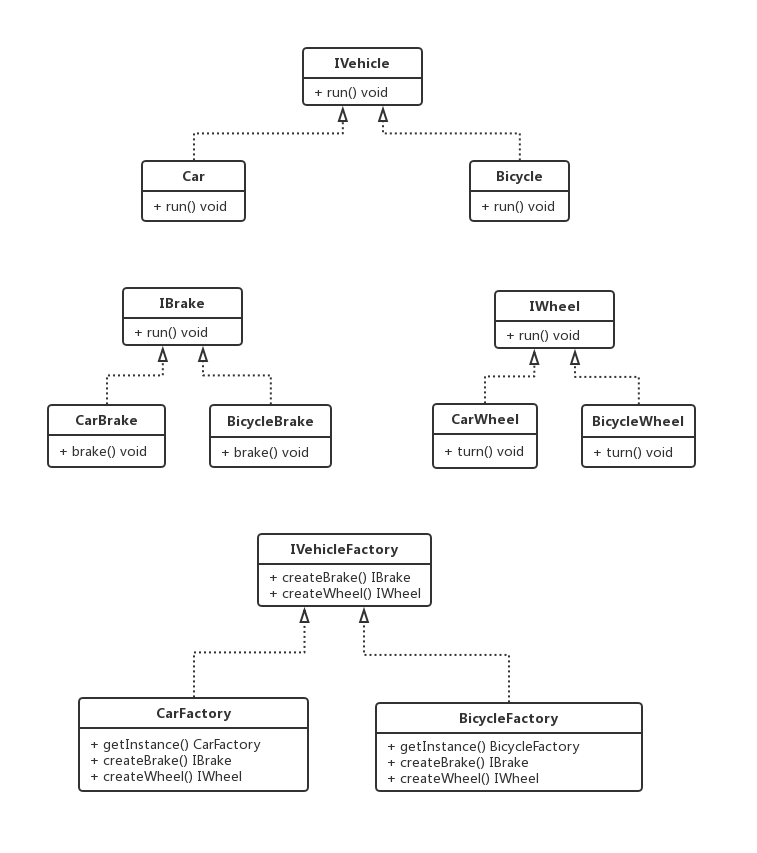 IVehicle
+ run() void
Car
+ run() void
Bicycle
+ run() void
IBrake
+ run() void
IWheel
+ run() void
CarBrake
+ brake() void
BicycleBrake
+ brake() void
CarWheel
+ turn() void
BicycleWheel
+ turn() void
IVehicleFactory
+ createBrake() IBrake
+ createWheel() IWheel
CarFactory
+ getInstance() CarFactory
+ createBrake() IBrake
+ createWheel() IWheel
BicycleFactory
+ getInstance() BicycleFactory
+ createBrake() IBrake
+ createWheel() IWheel